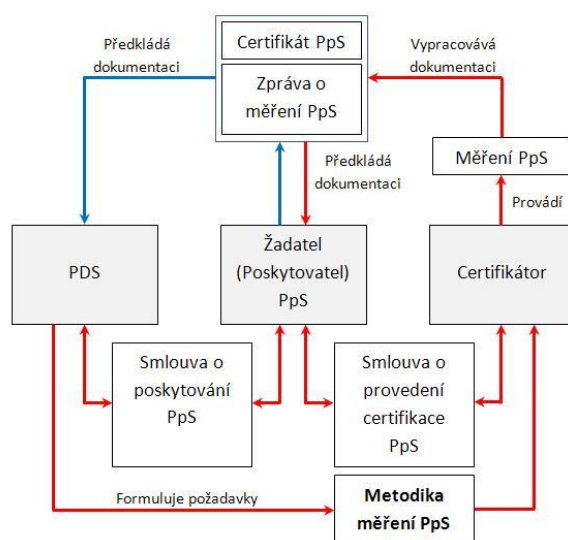 Předkládá
dokumentaci
Certifikát PpS
Zpráva o
měření PpS
Vypracovává
dokumentaci
Předkládá
dokumentaci
Měření PpS
Provádí
PDS
Žadatel
(Poskytovatel)
PpS
Certifikátor
Smlouva o
poskytování
PpS
Smlouva o
provedení
certifikace
PpS
Formuluje požadavky
Metodika
měření PpS